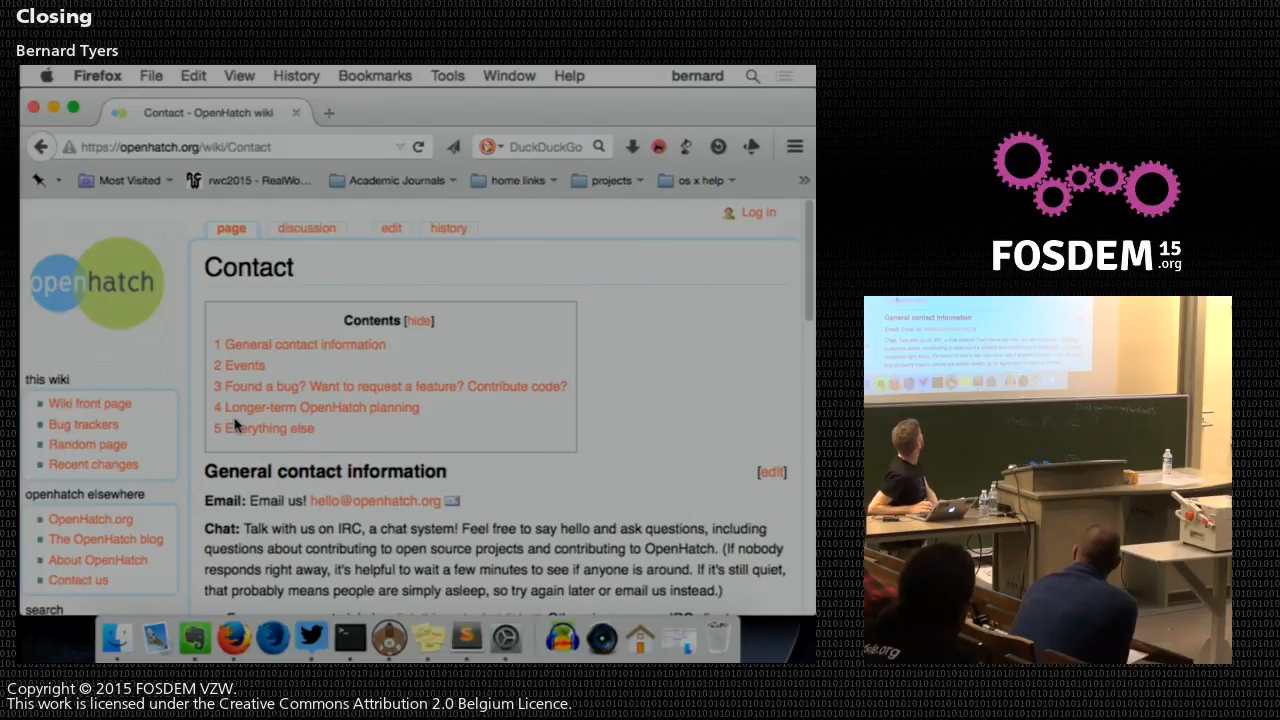 Closing
Bernard Tyers
Firefox File Edit View History Bookmarks Tools Window Help bernard
Contact - OpenHatch wiki
https://openhatch.org/wiki/Contact DuckDuckGo
Most Visited rwc2015 - RealWo... Academic Journals home links projects os x help
Log in
page discussion edit history
openhatch
Contact
Contents [hide]
1 General contact information
2 Events
3 Found a bug? Want to request a feature? Contribute code?
4 Longer-term OpenHatch planning
5 Everything else
this wiki
Wiki front page
Bug trackers
Random page
Recent changes
openhatch elsewhere
OpenHatch.org
The OpenHatch blog
About OpenHatch
Contact us
search
General contact information [edit]
Email: Email us! hello@openhatch.org
Chat: Talk with us on IRC, a chat system! Feel free to say hello and ask questions, including
questions about contributing to open source projects and contributing to OpenHatch. (If nobody
responds right away, it's helpful to wait a few minutes to see if anyone is around. If it's still quiet,
that probably means people are simply asleep, so try again later or email us instead.)
FOSDEM 15
.org
General contact information
Copyright © 2015 FOSDEM VZW.
This work is licensed under the Creative Commons Attribution 2.0 Belgium Licence.